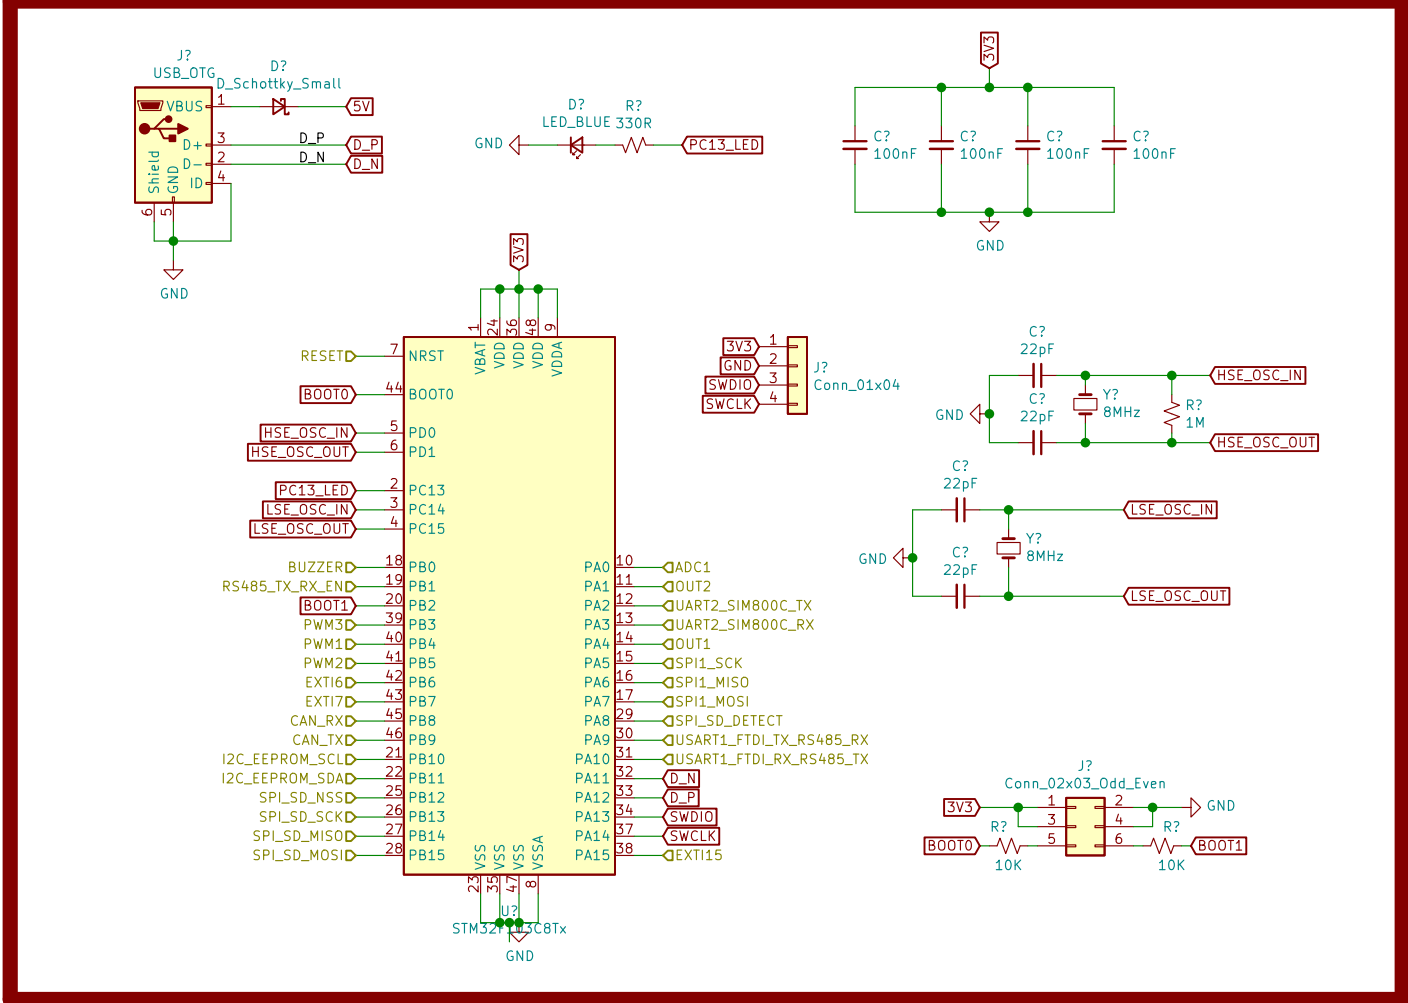 J?
USB_OTG
VBUS
D+
D-
ID
Shield
GND
1
3
2
4
6
5
GND
D?
D_Schottky_Small
5V
D_P
D_P
D_N
D_N
D?
LED_BLUE
R?
330R
GND
PC13_LED
3V3
C?
100nF
C?
100nF
C?
100nF
C?
100nF
GND
3V3
1
24
36
48
9
VBAT
VDD
VDD
VDD
VDDA
RESET 7 NRST
BOOT0 44 BOOT0
HSE_OSC_IN 5 PD0
HSE_OSC_OUT 6 PD1
PC13_LED 2 PC13
LSE_OSC_IN 3 PC14
LSE_OSC_OUT 4 PC15
BUZZER 18 PB0
RS485_TX_RX_EN 19 PB1
BOOT1 20 PB2
PWM3 39 PB3
PWM1 40 PB4
PWM2 41 PB5
EXTI6 42 PB6
EXTI7 43 PB7
CAN_RX 45 PB8
CAN_TX 46 PB9
I2C_EEPROM_SCL 21 PB10
I2C_EEPROM_SDA 22 PB11
SPI_SD_NSS 25 PB12
SPI_SD_SCK 26 PB13
SPI_SD_MISO 27 PB14
SPI_SD_MOSI 28 PB15
PA0 10 ADC1
PA1 11 OUT2
PA2 12 UART2_SIM800C_TX
PA3 13 UART2_SIM800C_RX
PA4 14 OUT1
PA5 15 SPI1_SCK
PA6 16 SPI1_MISO
PA7 17 SPI1_MOSI
PA8 29 SPI_SD_DETECT
PA9 30 USART1_FTDI_TX_RS485_RX
PA10 31 USART1_FTDI_RX_RS485_TX
PA11 32 D_N
PA12 33 D_P
PA13 34 SWDIO
PA14 37 SWCLK
PA15 38 EXTI15
VSS
VSS
VSS
VSSA
23
35
47
8
U?
STM32F103C8Tx
GND
3V3 1
GND 2
SWDIO 3
SWCLK 4
J?
Conn_01x04
C?
22pF
C?
22pF
GND
Y?
8MHz
R?
1M
HSE_OSC_IN
HSE_OSC_OUT
C?
22pF
C?
22pF
GND
Y?
8MHz
LSE_OSC_IN
LSE_OSC_OUT
J?
Conn_02x03_Odd_Even
3V3 1 2 GND
3 4
R?
R?
BOOT0 5 6 BOOT1
10K
10K